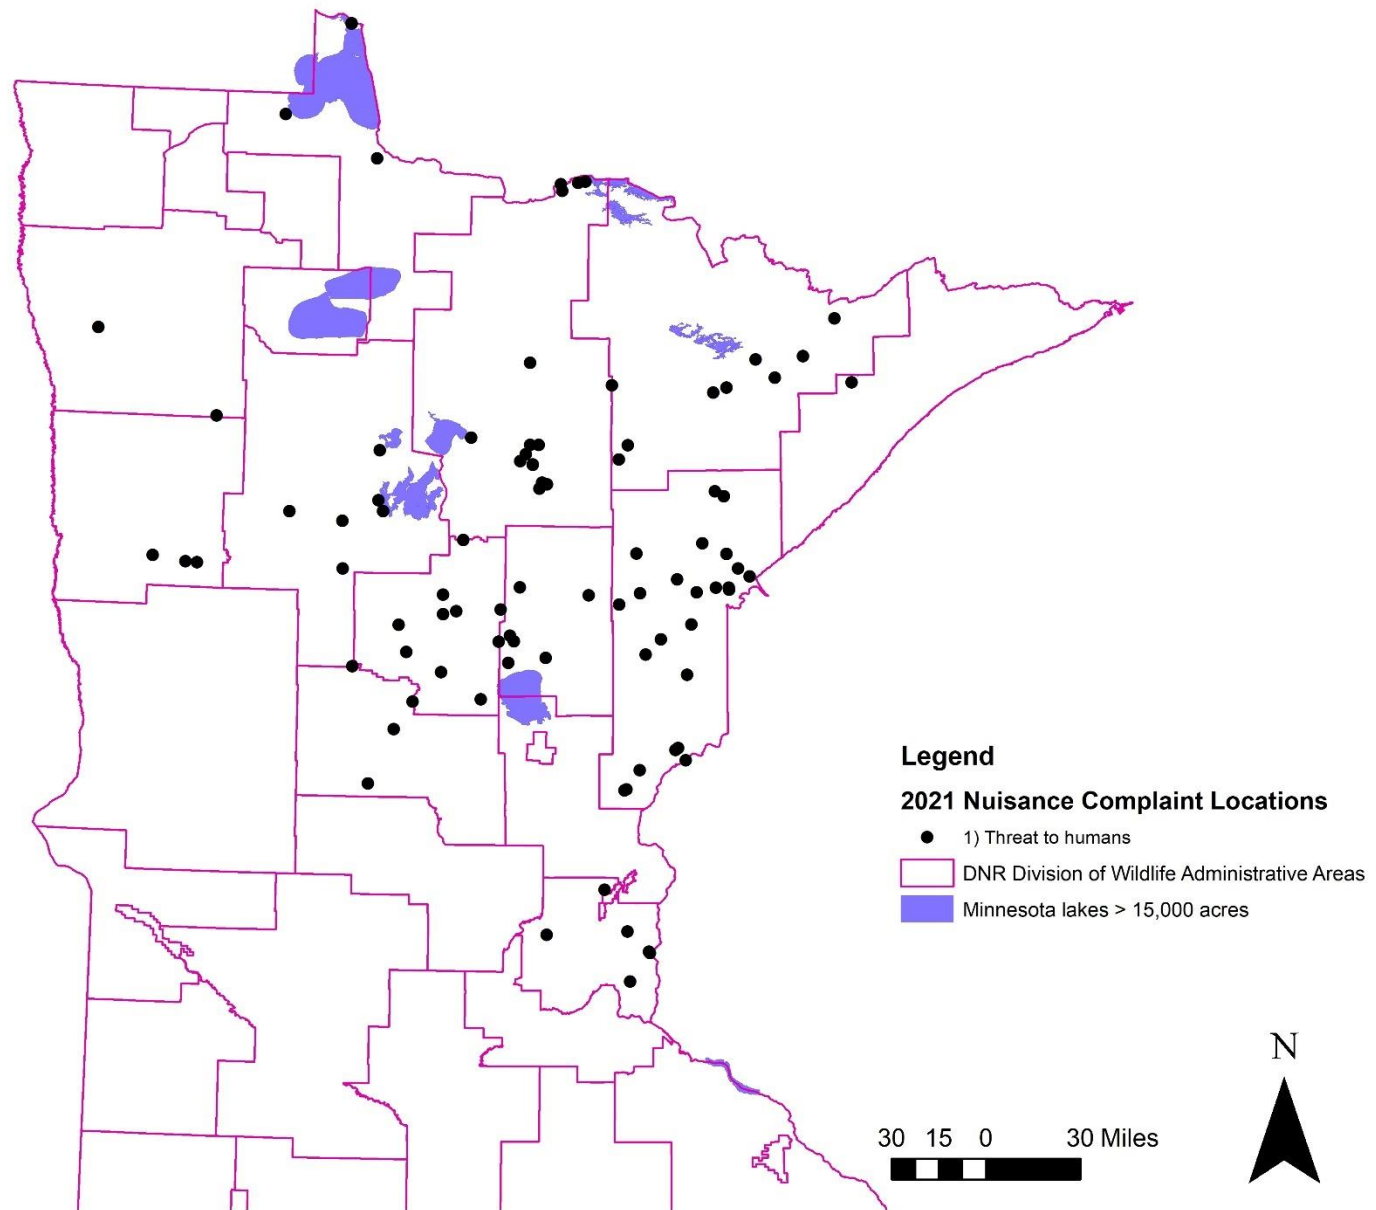 Legend
2021 Nuisance Complaint Locations
1) Threat to humans
DNR Division of Wildlife Administrative Areas
Minnesota lakes > 15,000 acres
N
30 15 0 30 Miles